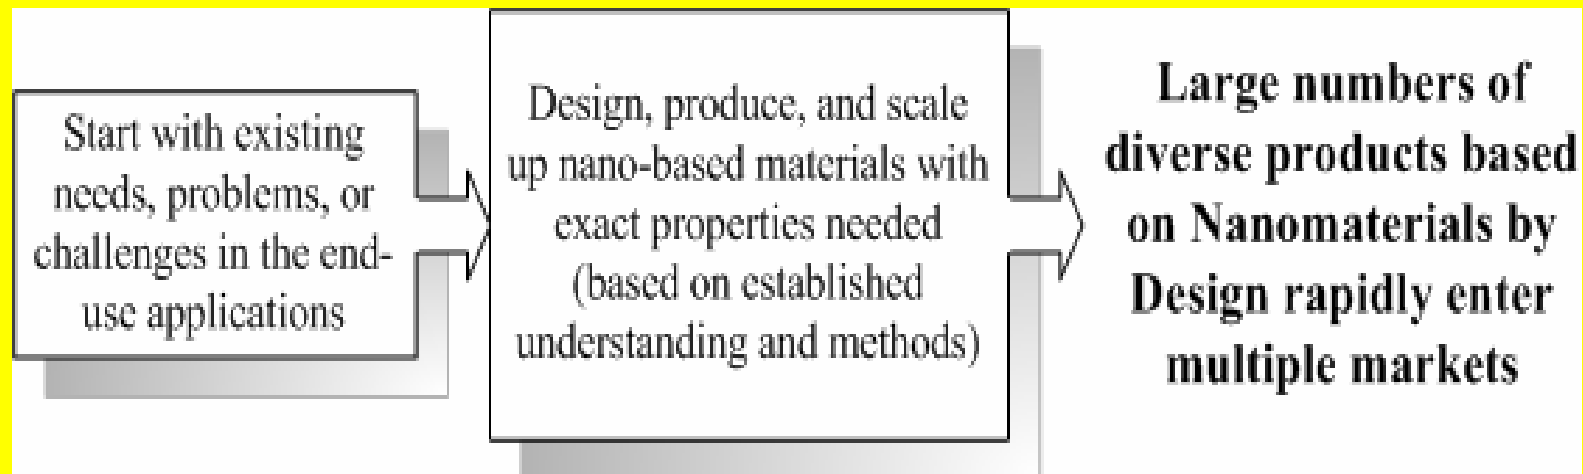 Start with existing
needs, problems, or
challenges in the end-
use applications
Design, produce, and scale
up nano-based materials with
exact properties needed
(based on established
understanding and methods)
Large numbers of
diverse products based
on Nanomaterials by
Design rapidly enter
multiple markets